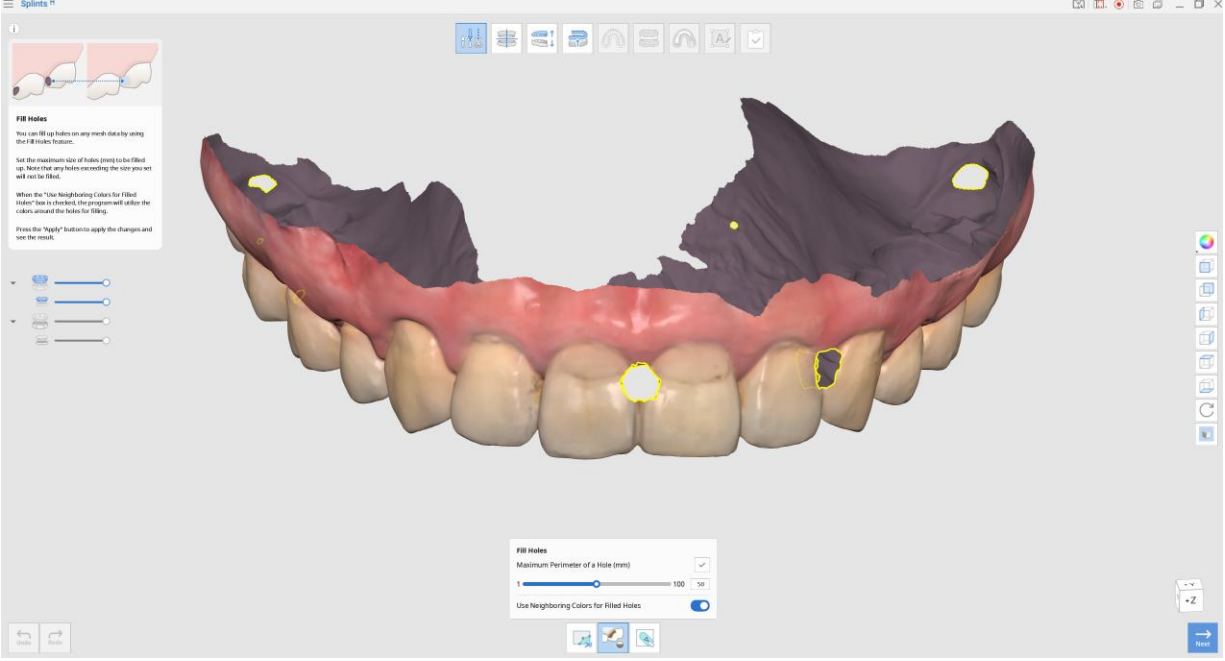 Splints
Fill Holes
You can fill up holes on any mesh data by using
the Fill Holes feature.
Set the maximum size of holes (mm) to be filled
up. Note that any holes exceeding the size you set
will not be filled.
When the "Use Neighboring Colors for Filled
Holes" box is checked, the program will utilize the
colors around the holes for filling.
Press the "Apply" button to apply the changes and
see the result.
Fill Holes
Maximum Perimeter of a Hole (mm)
1 100 50
Use Neighboring Colors for Filled Holes
+Z
Undo Redo
Next